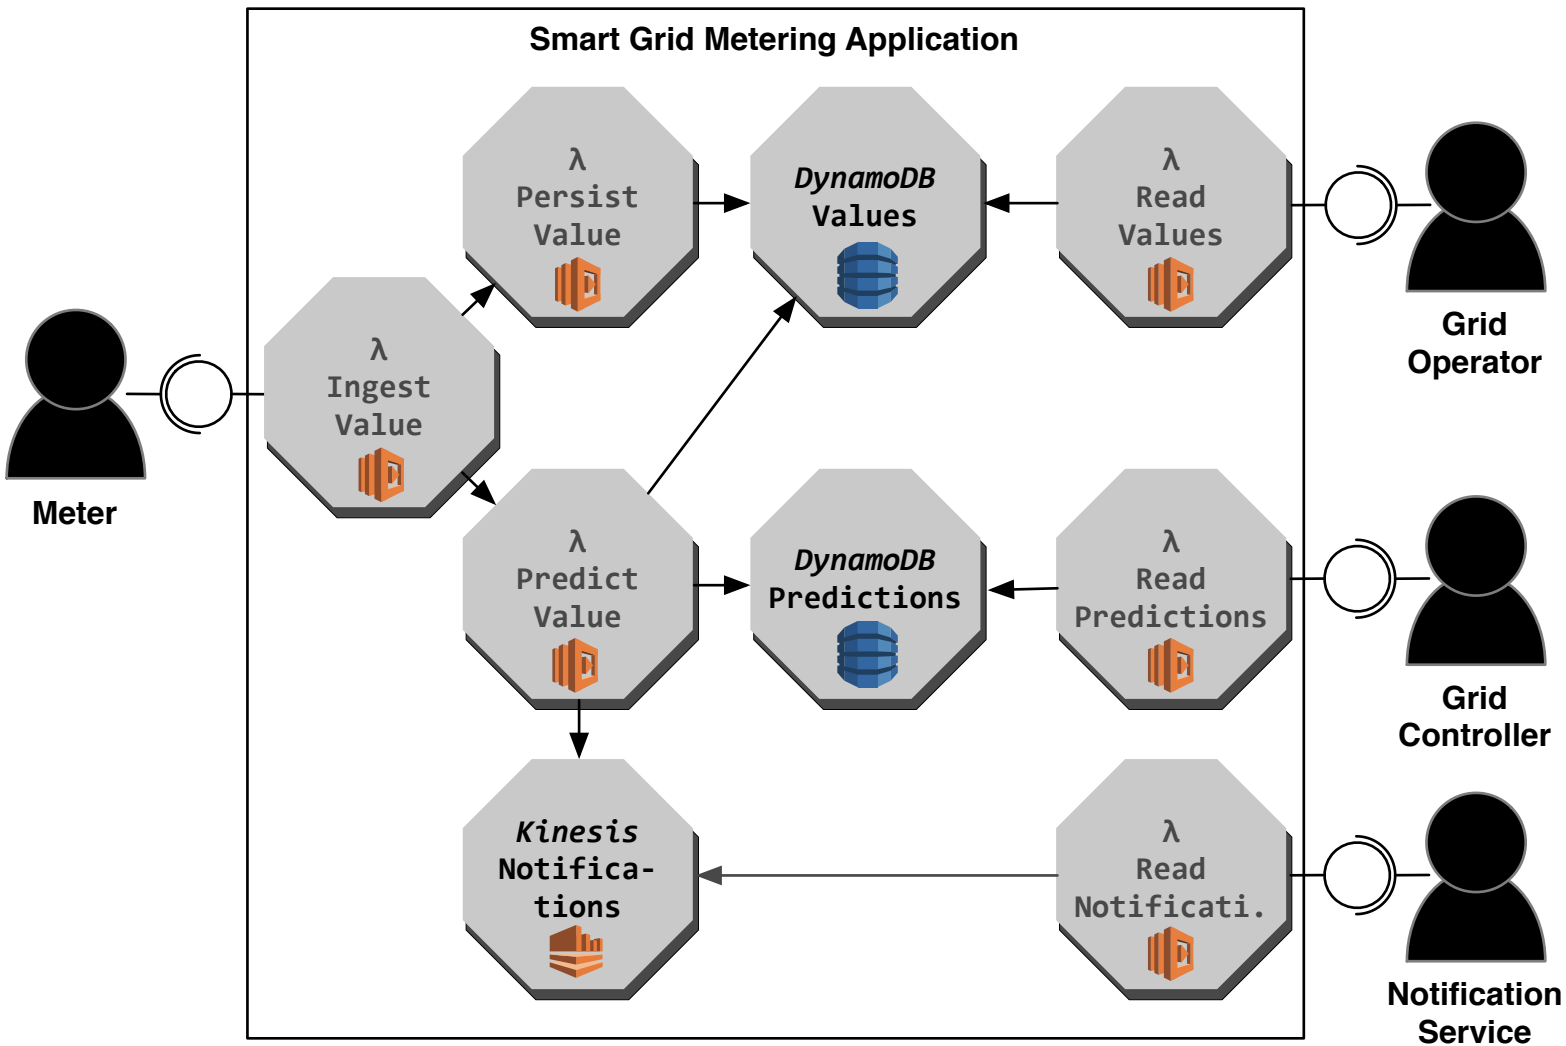 Smart Grid Metering Application
λ
Persist
Value
DynamoDB
Values
λ
Read
Values
Grid
Operator
λ
Ingest
Value
Meter
λ
Predict
Value
DynamoDB
Predictions
λ
Read
Predictions
Grid
Controller
Kinesis
Notifica-
tions
λ
Read
Notificati.
Notification
Service